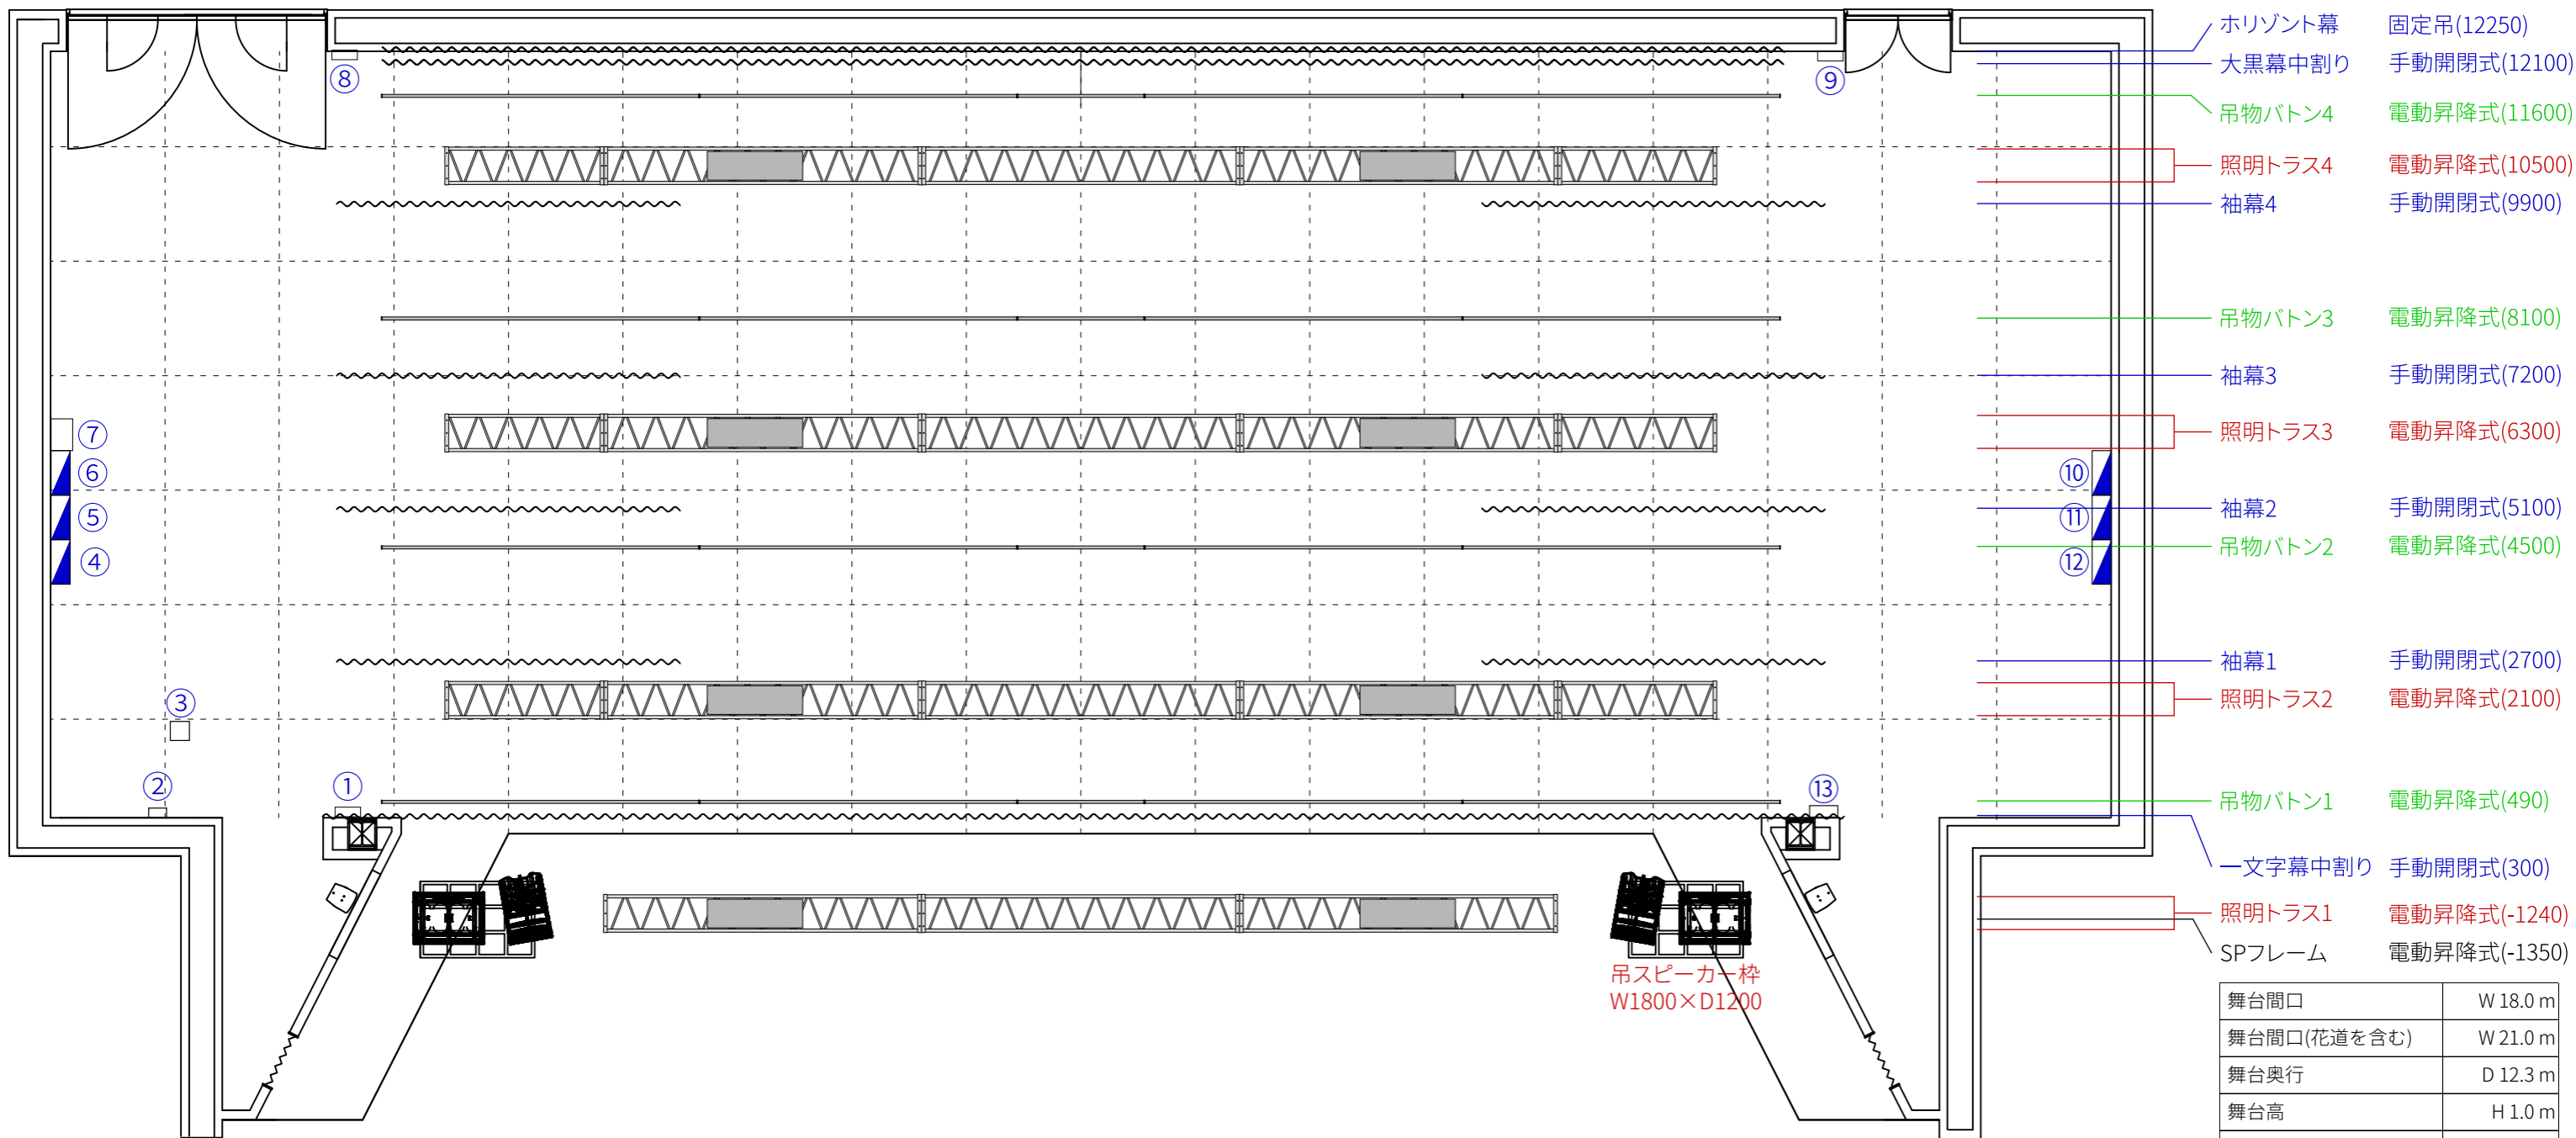 ホリゾント幕 固定吊(12250)
大黒幕中割り 手動開閉式(12100)
吊物バトン4 電動昇降式(11600)
照明トラス4 電動昇降式(10500)
袖幕4 手動開閉式(9900)
吊物バトン3 電動昇降式(8100)
袖幕3 手動開閉式(7200)
照明トラス3 電動昇降式(6300)
袖幕2 手動開閉式(5100)
吊物バトン2 電動昇降式(4500)
袖幕1 手動開閉式(2700)
照明トラス2 電動昇降式(2100)
吊物バトン1 電動昇降式(490)
一文字幕中割り 手動開閉式(300)
照明トラス1 電動昇降式(-1240)
SPフレーム 電動昇降式(-1350)
⑧
⑨
⑦
⑥
⑤
④
⑩
⑪
⑫
③
②
①
⑬
吊スピーカー枠
W1800×D1200
舞台間口 W 18.0 m
舞台間口(花道を含む) W 21.0 m
舞台奥行 D 12.3 m
舞台高 H 1.0 m